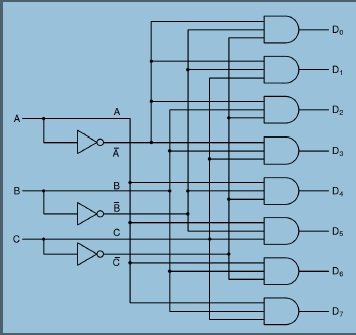 D₀
D₁
A A D₂
Ā D₃
B B D₄
B̄
C C D₅
C̄ D₆
D₇